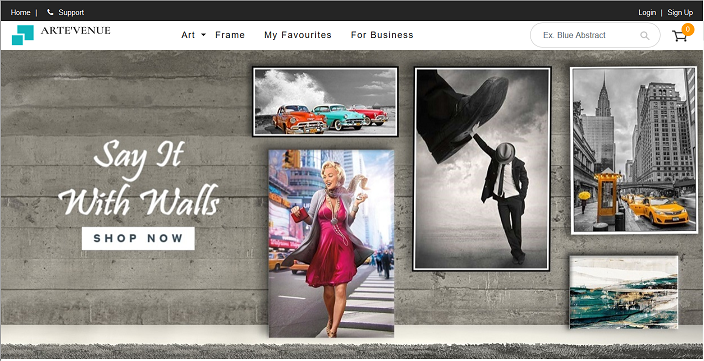 Home | Support
Login | Sign Up
ARTE'VENUE
Art Frame My Favourites For Business
Ex. Blue Abstract
0
Say It
With Walls
SHOP NOW